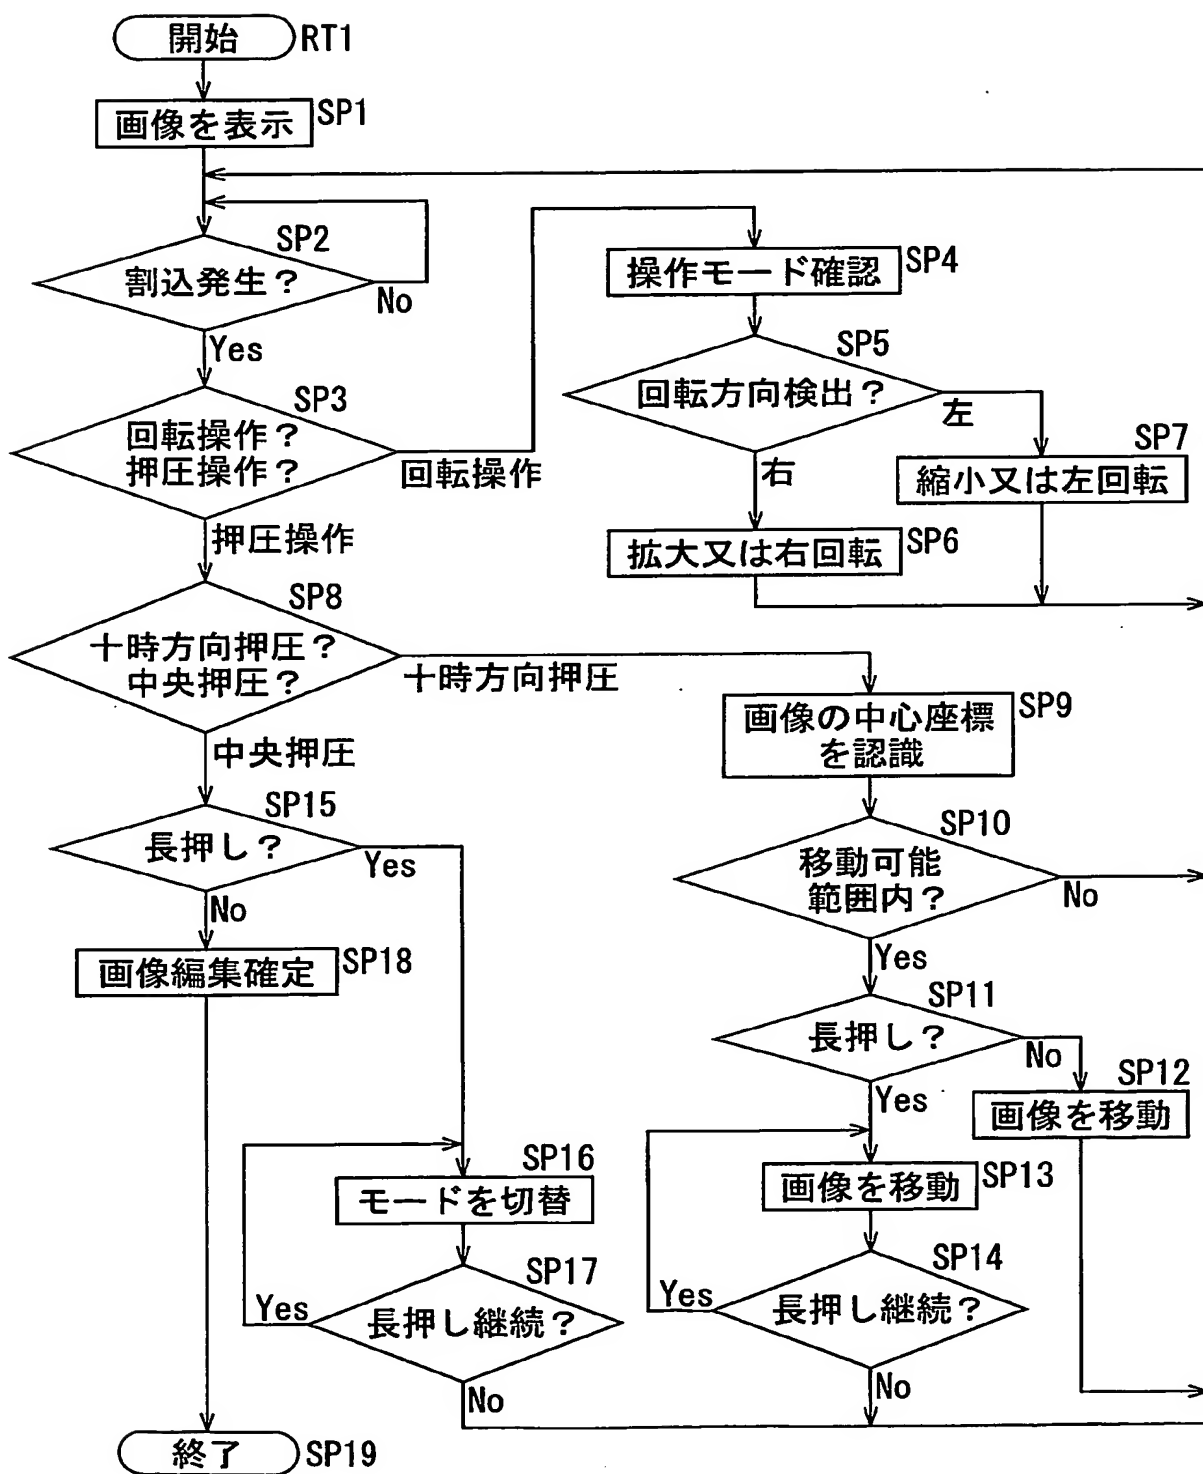 開始 RT1
画像を表示 SP1
SP2
割込発生？
No
Yes
SP3
回転操作？
押圧操作？
回転操作
押圧操作
操作モード確認 SP4
SP5
回転方向検出？
左
右
SP7
縮小又は左回転
拡大又は右回転 SP6
SP8
十時方向押圧？
中央押圧？
十時方向押圧
中央押圧
画像の中心座標
を認識
SP9
SP10
移動可能
範囲内？
No
Yes
SP11
長押し？
No
Yes
SP12
画像を移動
画像を移動 SP13
SP14
長押し継続？
Yes
No
SP15
長押し？
Yes
No
画像編集確定 SP18
SP16
モードを切替
SP17
長押し継続？
Yes
No
終了 SP19